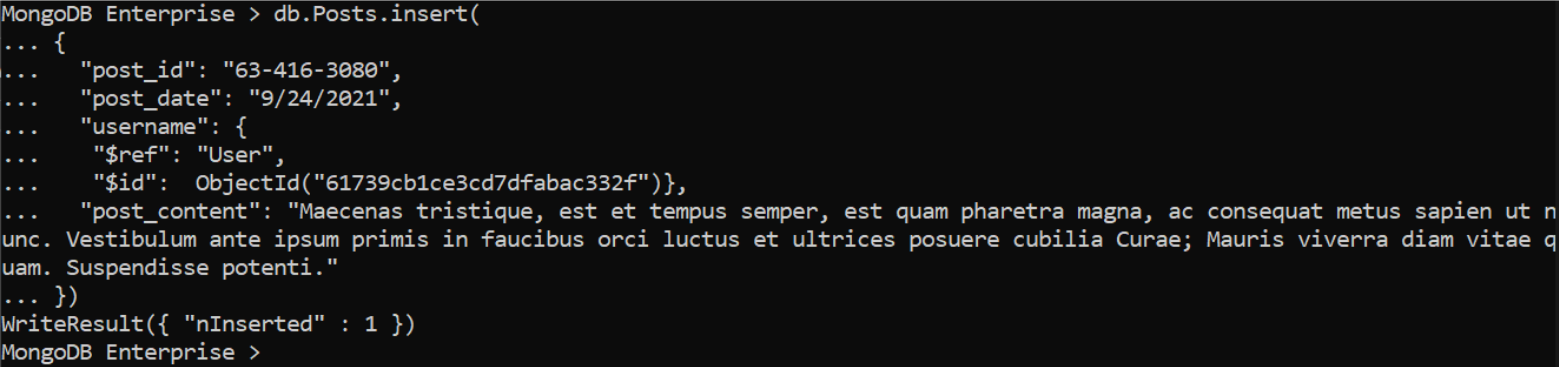 MongoDB Enterprise > db.Posts.insert(
... {
...   "post_id": "63-416-3080",
...   "post_date": "9/24/2021",
...   "username": {
...    "$ref": "User",
...    "$id":  ObjectId("61739cb1ce3cd7dfabac332f")},
...   "post_content": "Maecenas tristique, est et tempus semper, est quam pharetra magna, ac consequat metus sapien ut n
unc. Vestibulum ante ipsum primis in faucibus orci luctus et ultrices posuere cubilia Curae; Mauris viverra diam vitae q
uam. Suspendisse potenti."
... })
WriteResult({ "nInserted" : 1 })
MongoDB Enterprise >